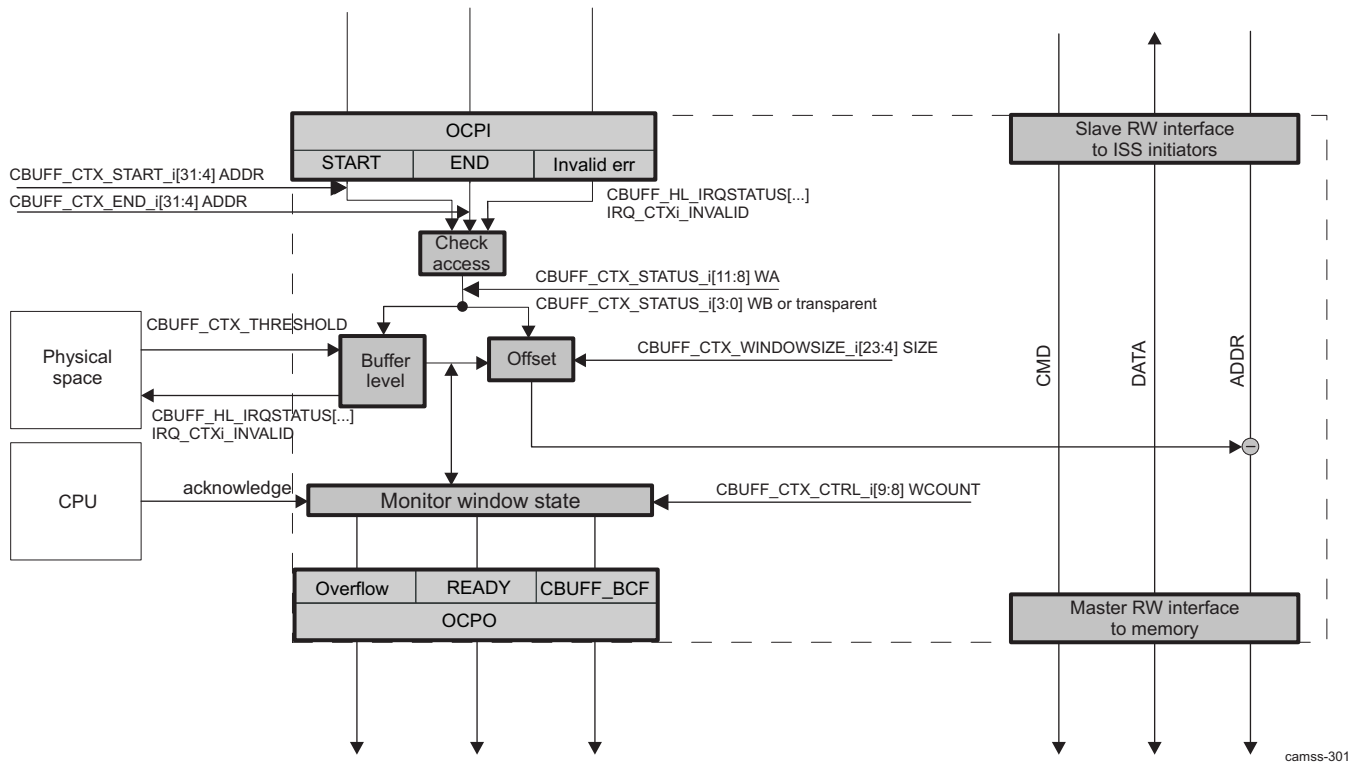 OCPI
START
END
Invalid err
Slave RW interface
to ISS initiators
CBUFF_CTX_START_i[31:4] ADDR
CBUFF_CTX_END_i[31:4] ADDR
CBUFF_HL_IRQSTATUS[...]
IRQ_CTXi_INVALID
Check
access
CBUFF_CTX_STATUS_i[11:8] WA
CBUFF_CTX_STATUS_i[3:0] WB or transparent
Physical
space
CBUFF_CTX_THRESHOLD
Buffer
level
Offset
CBUFF_CTX_WINDOWSIZE_i[23:4] SIZE
CMD
DATA
ADDR
CBUFF_HL_IRQSTATUS[...]
IRQ_CTXi_INVALID
CPU
acknowledge
Monitor window state
CBUFF_CTX_CTRL_i[9:8] WCOUNT
Overflow
READY
CBUFF_BCF
OCPO
Master RW interface
to memory
camss-301